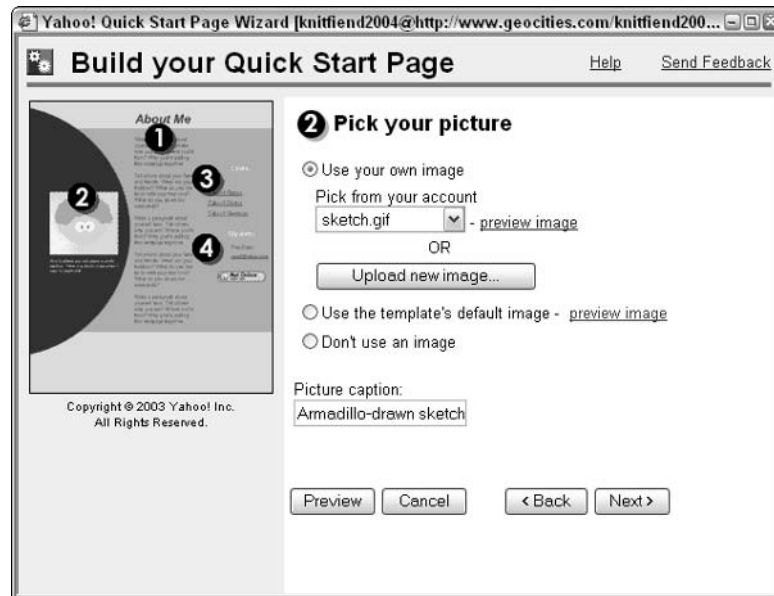 Yahoo! Quick Start Page Wizard [knitfiend2004@http://www.geocities.com/knitfiend200...
Build your Quick Start Page
Help
Send Feedback
About Me
1
2
3
4
Copyright © 2003 Yahoo! Inc.
All Rights Reserved.
2 Pick your picture
Use your own image
Pick from your account
sketch.gif - preview image
OR
Upload new image...
Use the template's default image - preview image
Don't use an image
Picture caption:
Armadillo-drawn sketch
Preview Cancel < Back Next >